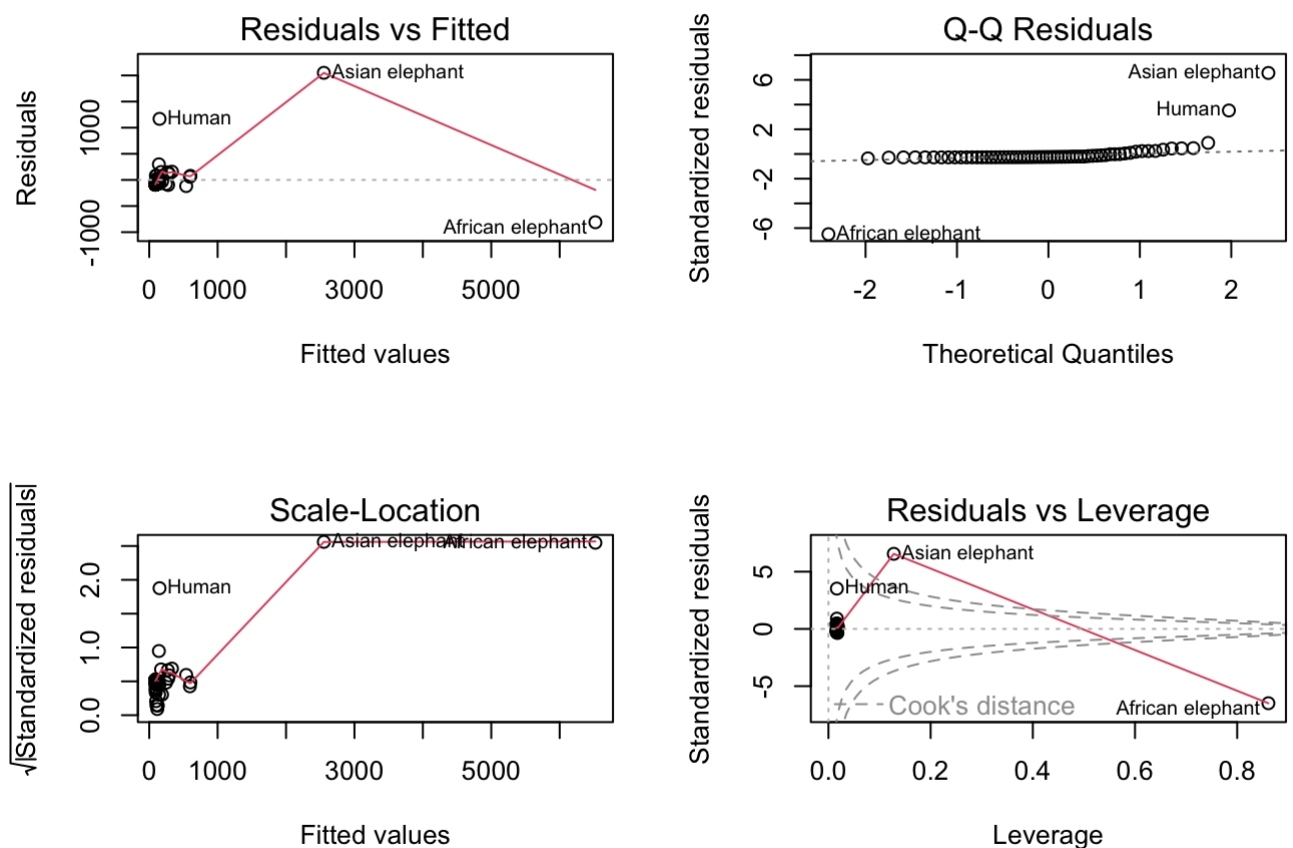 Residuals vs Fitted
Residuals
-1000
1000
Asian elephant
Human
African elephant
0 1000 3000 5000
Fitted values
Q-Q Residuals
Standardized residuals
-6 -2 2 6
Asian elephant
Human
African elephant
-2 -1 0 1 2
Theoretical Quantiles
Scale-Location
√|Standardized residuals|
0.0 1.0 2.0
Asian elephant
African elephant
Human
0 1000 3000 5000
Fitted values
Residuals vs Leverage
Standardized residuals
-5 0 5
Asian elephant
Human
Cook's distance
African elephant
0.0 0.2 0.4 0.6 0.8
Leverage